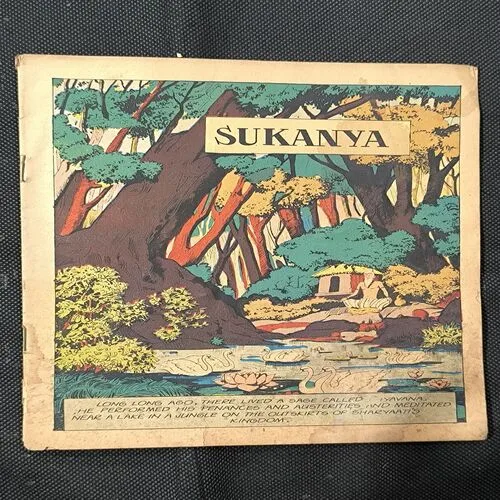 SUKANYA
LONG LONG AGO, THERE LIVED A SAGE CALLED YAVANA.
HE PERFORMED HIS PENANCES AND AUSTERITIES AND MEDITATED
NEAR A LAKE IN A JUNGLE ON THE OUTSKIRTS OF SHARYAATI'S
KINGDOM.